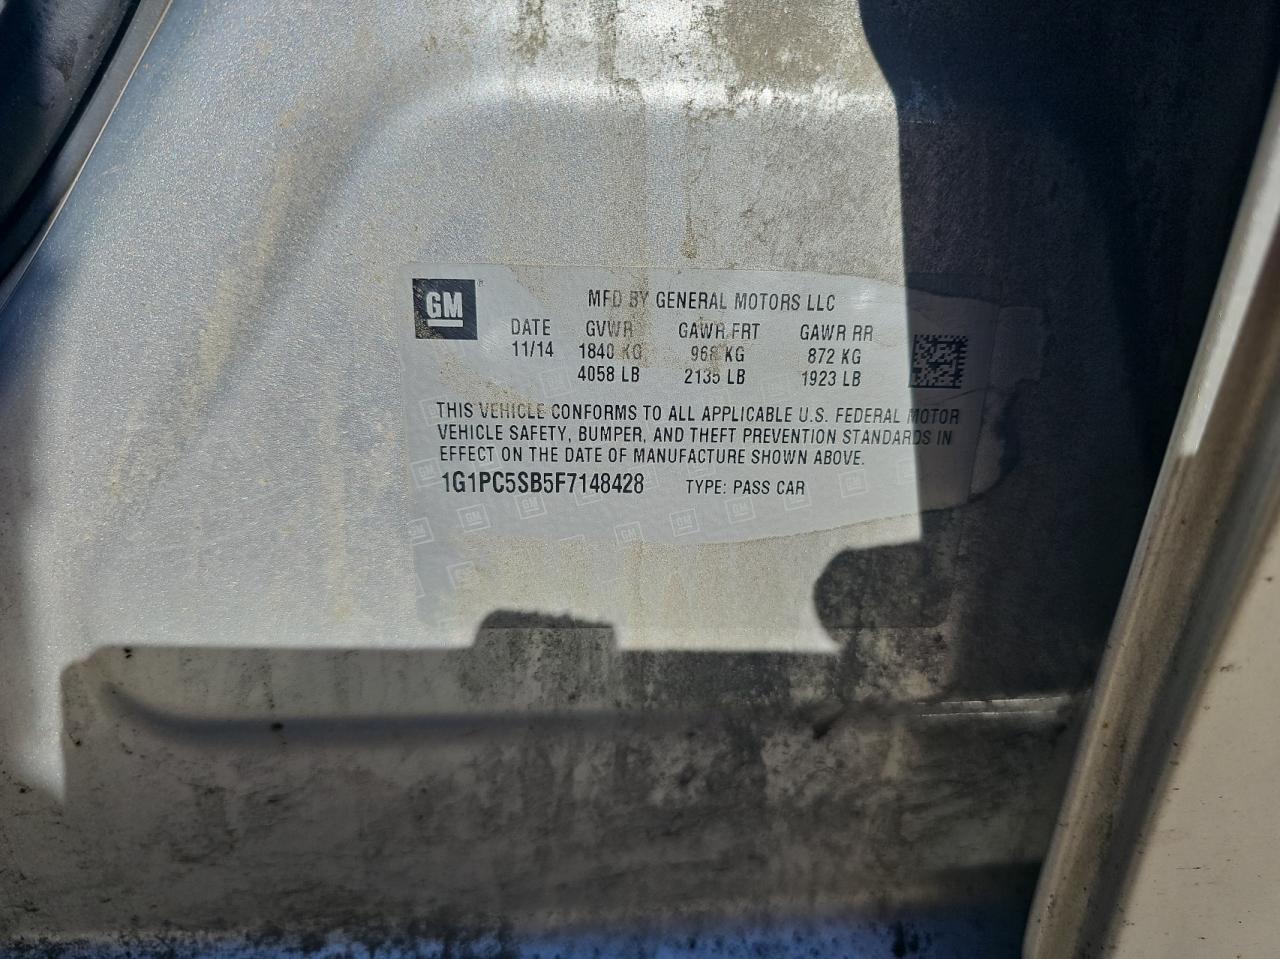 GM
MFD BY GENERAL MOTORS LLC
DATE GVWR GAWR FRT GAWR RR
11/14 1840 KG 968 KG 872 KG
4058 LB 2135 LB 1923 LB
THIS VEHICLE CONFORMS TO ALL APPLICABLE U.S. FEDERAL MOTOR
VEHICLE SAFETY, BUMPER, AND THEFT PREVENTION STANDARDS IN
EFFECT ON THE DATE OF MANUFACTURE SHOWN ABOVE.
1G1PC5SB5F7148428 TYPE: PASS CAR